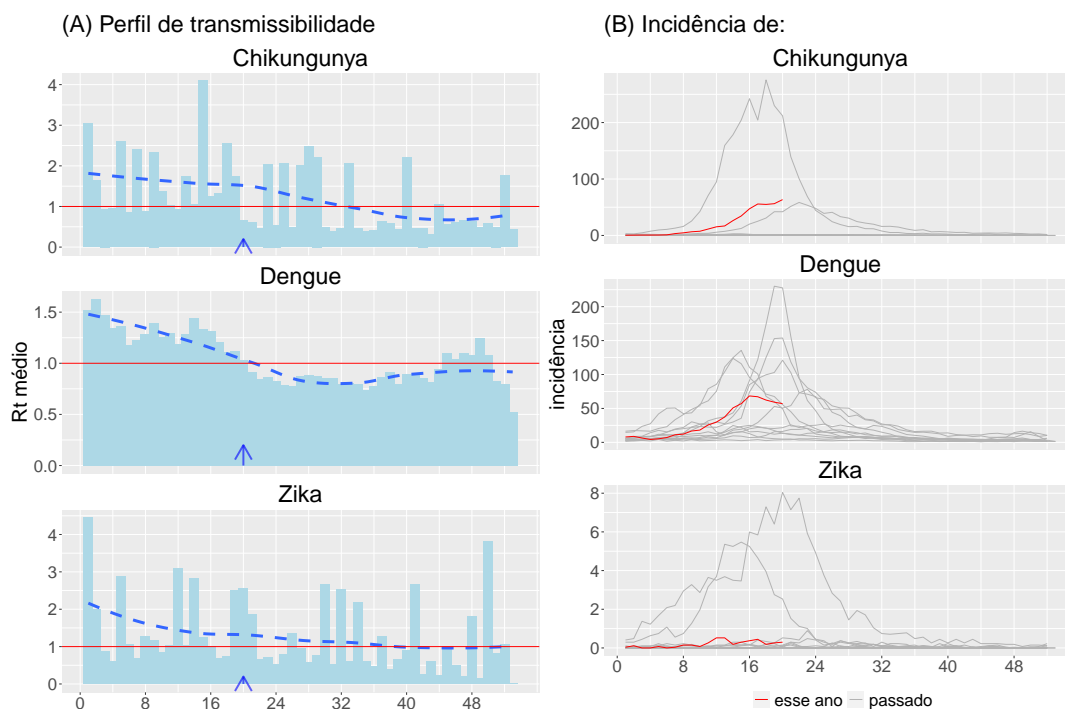 (A) Perfil de transmissibilidade
Chikungunya
4
3
2
1
0
Dengue
1.5
1.0
0.5
0.0
Rt médio
Zika
4
3
2
1
0
0 8 16 24 32 40 48
(B) Incidência de:
Chikungunya
200
100
0
Dengue
200
150
100
50
0
incidência
Zika
8
6
4
2
0
0 8 16 24 32 40 48
esse ano passado